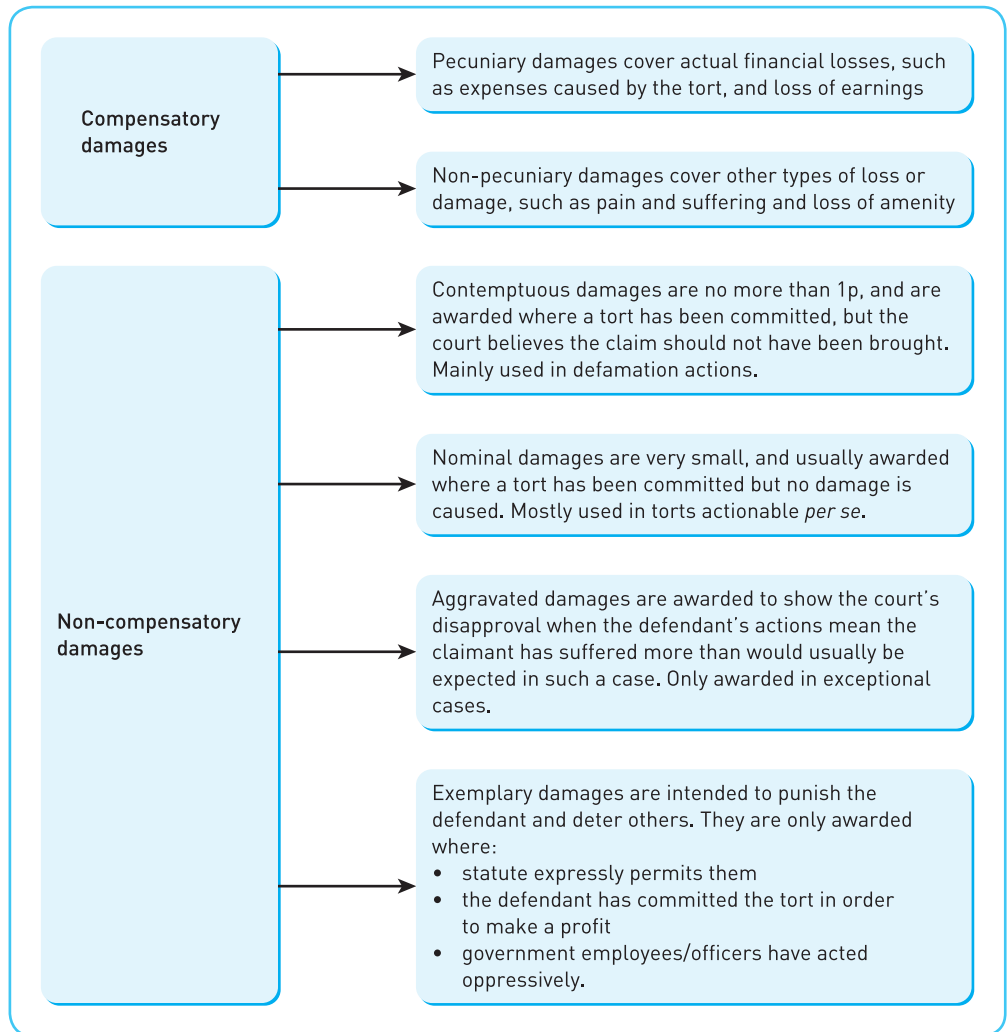 Compensatory
damages
Pecuniary damages cover actual financial losses, such
as expenses caused by the tort, and loss of earnings
Non-pecuniary damages cover other types of loss or
damage, such as pain and suffering and loss of amenity
Non-compensatory
damages
Contemptuous damages are no more than 1p, and are
awarded where a tort has been committed, but the
court believes the claim should not have been brought.
Mainly used in defamation actions.
Nominal damages are very small, and usually awarded
where a tort has been committed but no damage is
caused. Mostly used in torts actionable per se.
Aggravated damages are awarded to show the court's
disapproval when the defendant's actions mean the
claimant has suffered more than would usually be
expected in such a case. Only awarded in exceptional
cases.
Exemplary damages are intended to punish the
defendant and deter others. They are only awarded
where:
• statute expressly permits them
• the defendant has committed the tort in order
to make a profit
• government employees/officers have acted
oppressively.